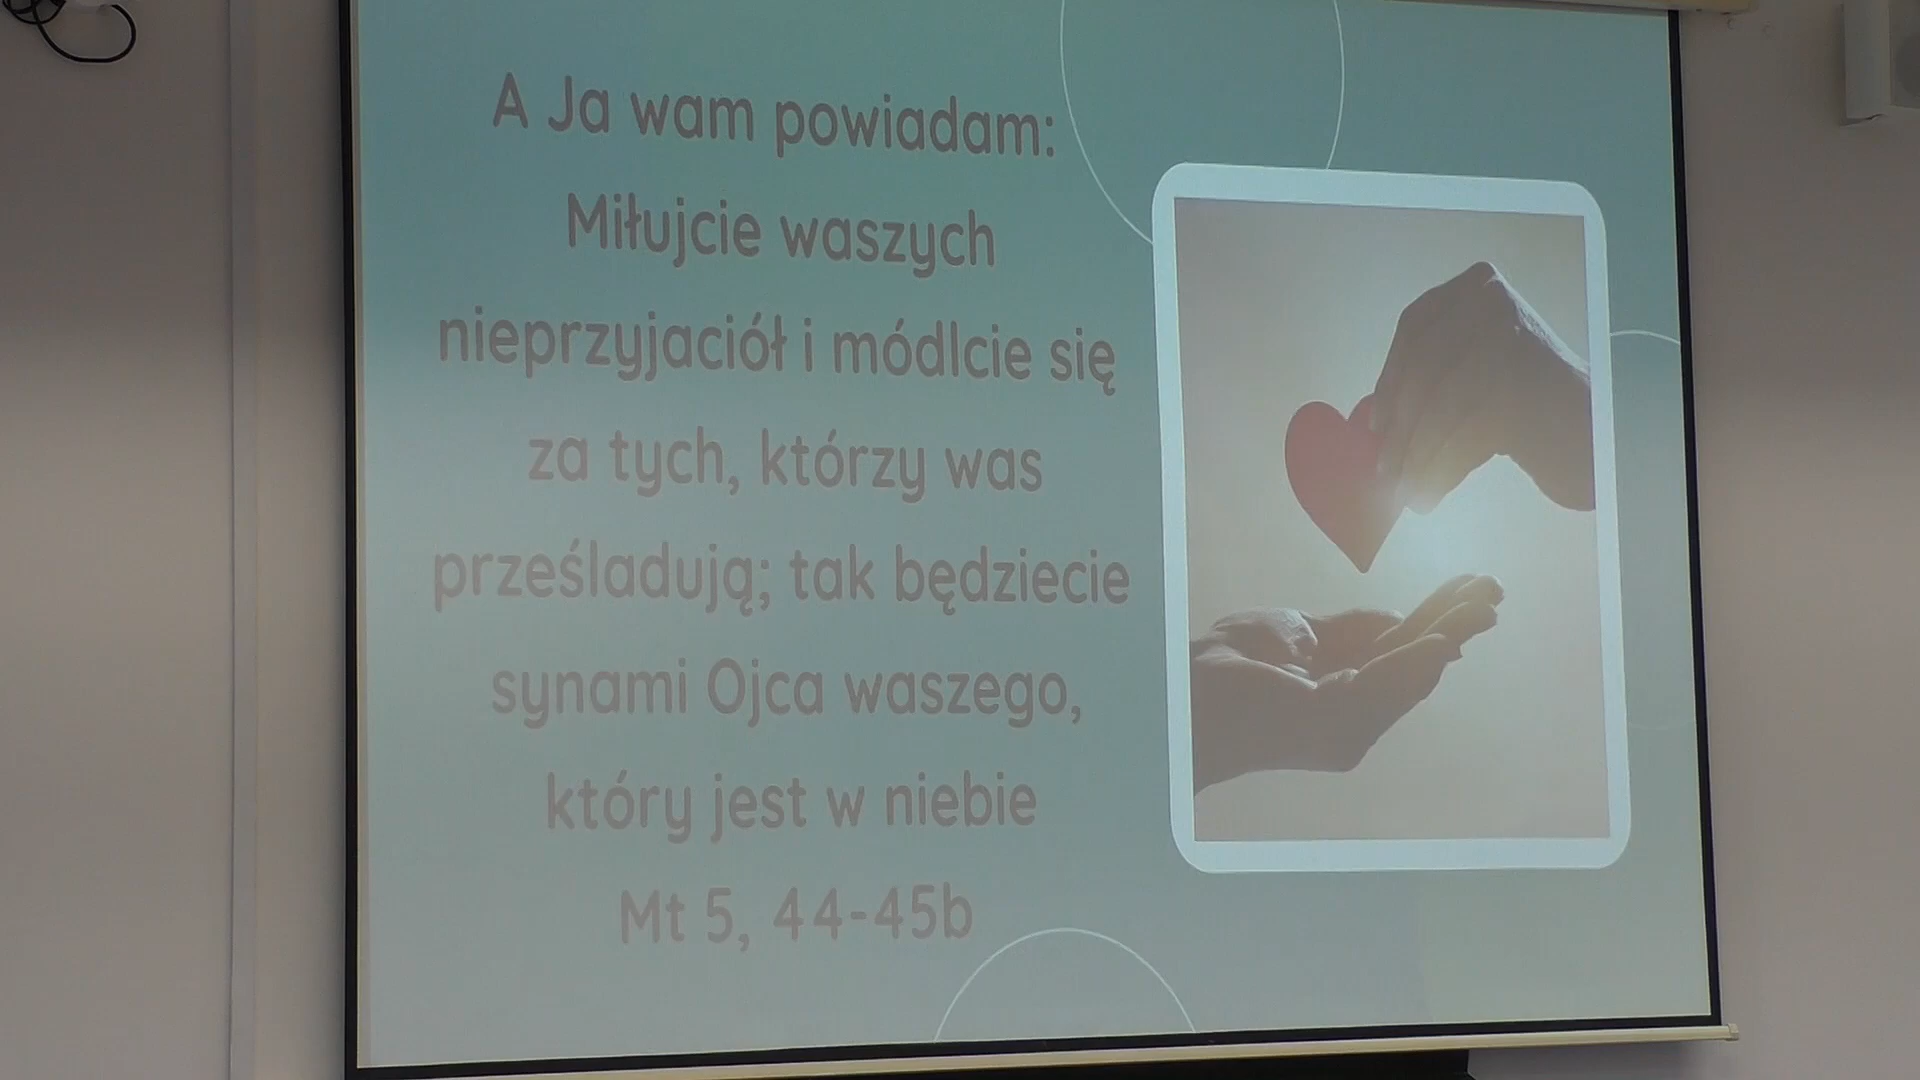 A Ja wam powiadam:
Miłujcie waszych
nieprzyjaciół i módlcie się
za tych, którzy was
prześladują; tak będziecie
synami Ojca waszego,
który jest w niebie
Mt 5, 44-45b